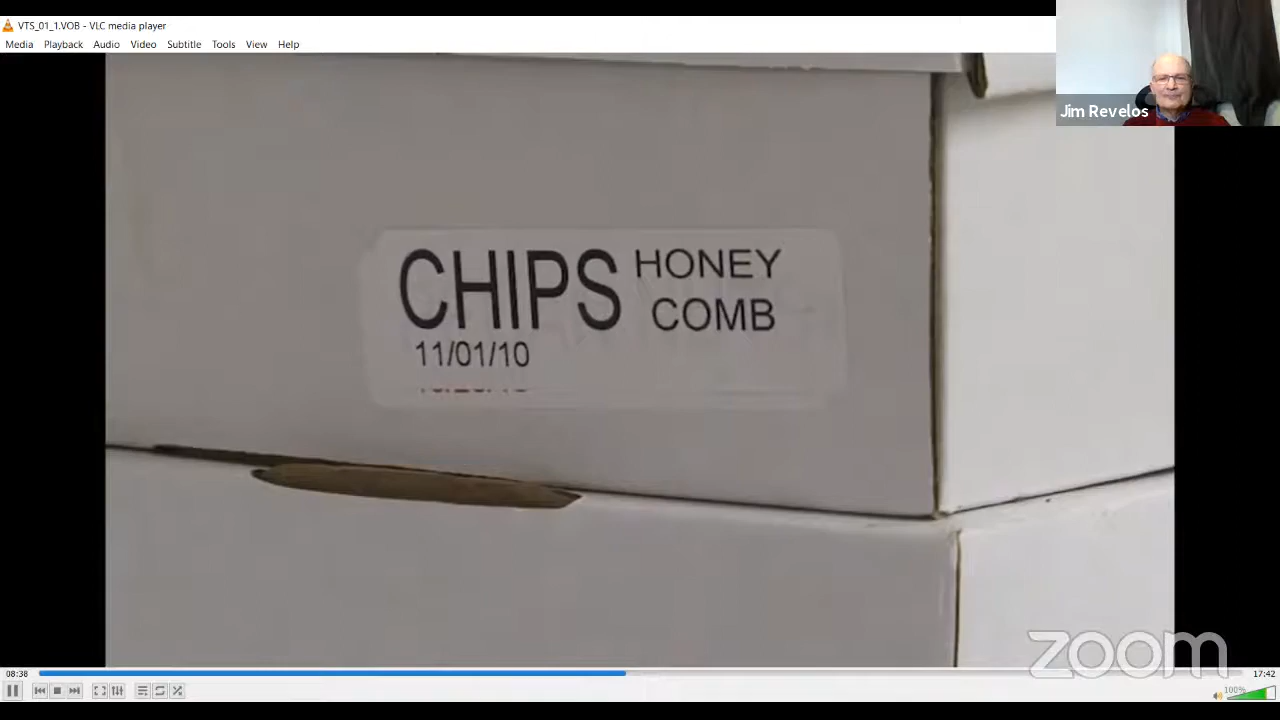 VTS_01_1.VOB - VLC media player
Media Playback Audio Video Subtitle Tools View Help
Jim Revelos
CHIPS HONEY
COMB
11/01/10
zoom
08:38
17:42
100%